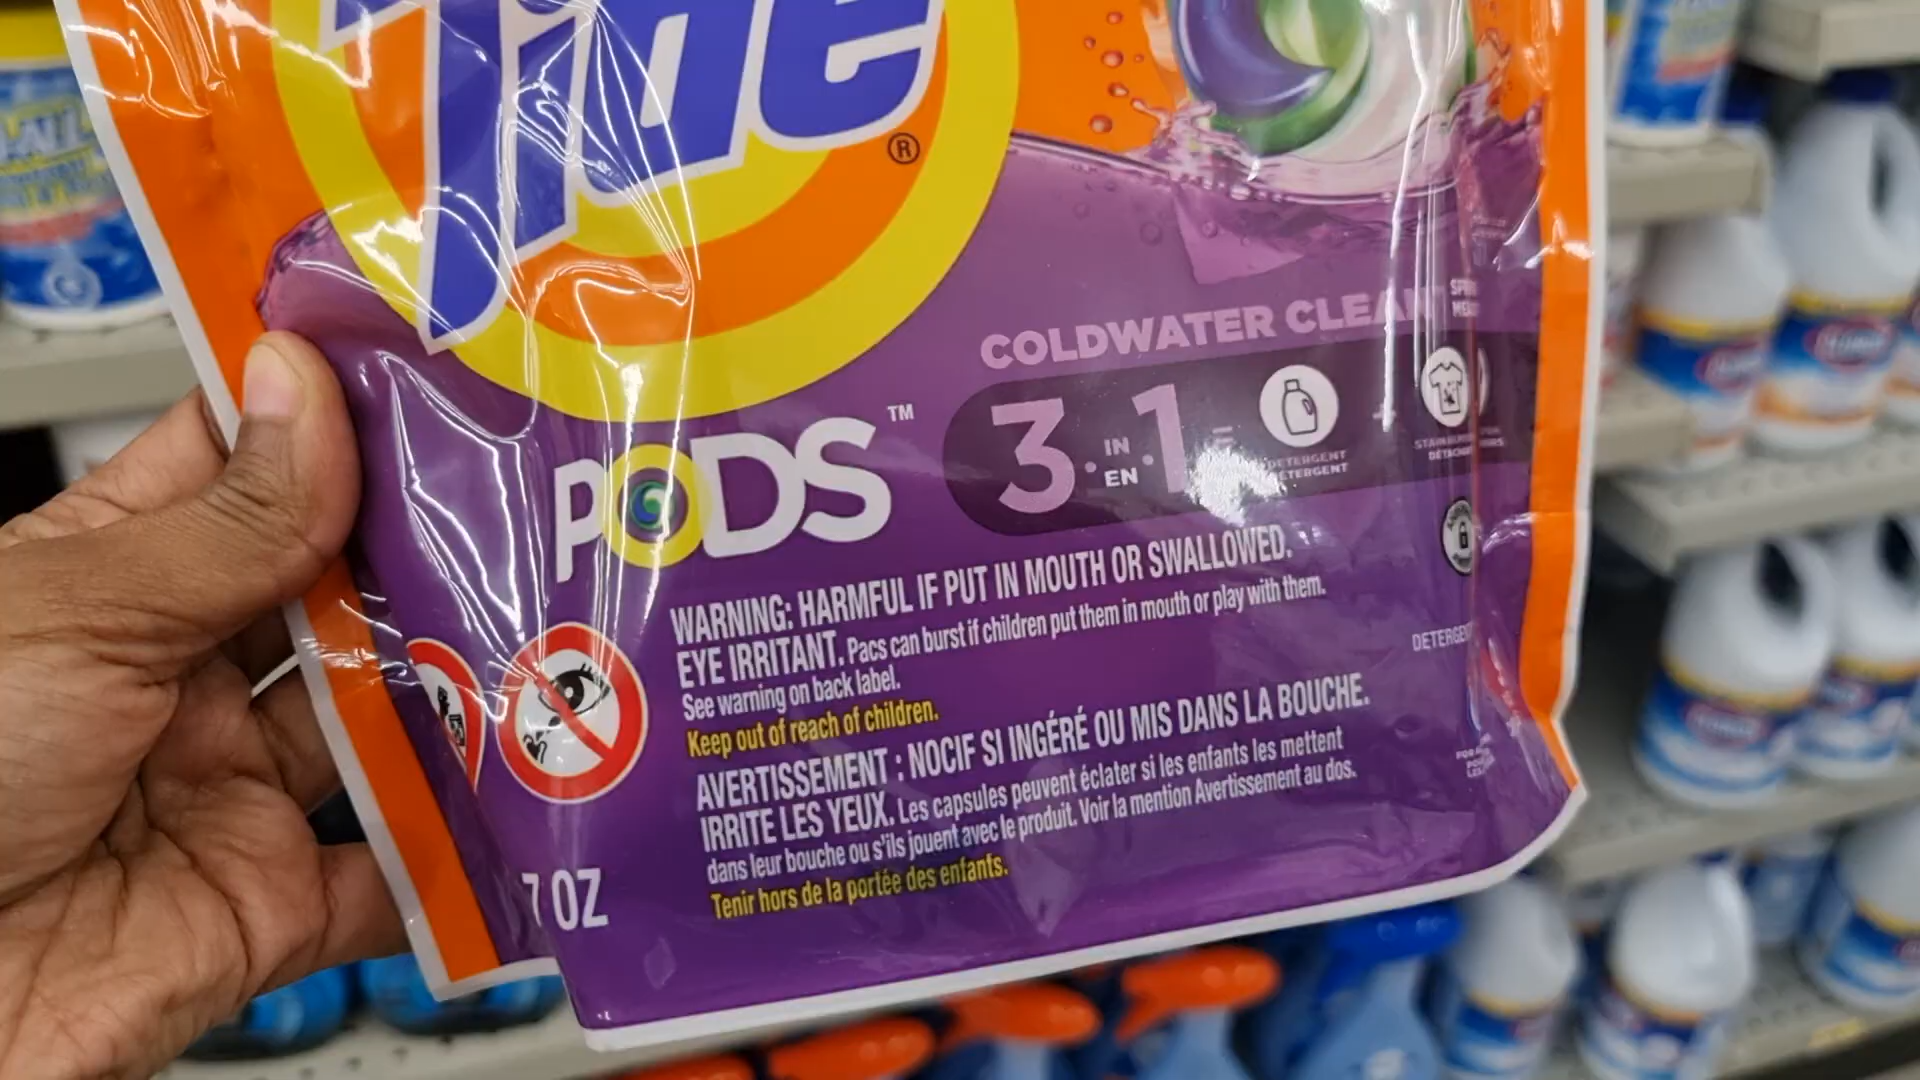 Tide®
COLDWATER CLEAN
PODS™
3 IN 1
EN
DETERGENT
WARNING: HARMFUL IF PUT IN MOUTH OR SWALLOWED.
EYE IRRITANT. Pacs can burst if children put them in mouth or play with them.
See warning on back label.
Keep out of reach of children.
AVERTISSEMENT : NOCIF SI INGÉRÉ OU MIS DANS LA BOUCHE.
IRRITE LES YEUX. Les capsules peuvent éclater si les enfants les mettent
dans leur bouche ou s'ils jouent avec le produit. Voir la mention Avertissement au dos.
Tenir hors de la portée des enfants.
7 OZ